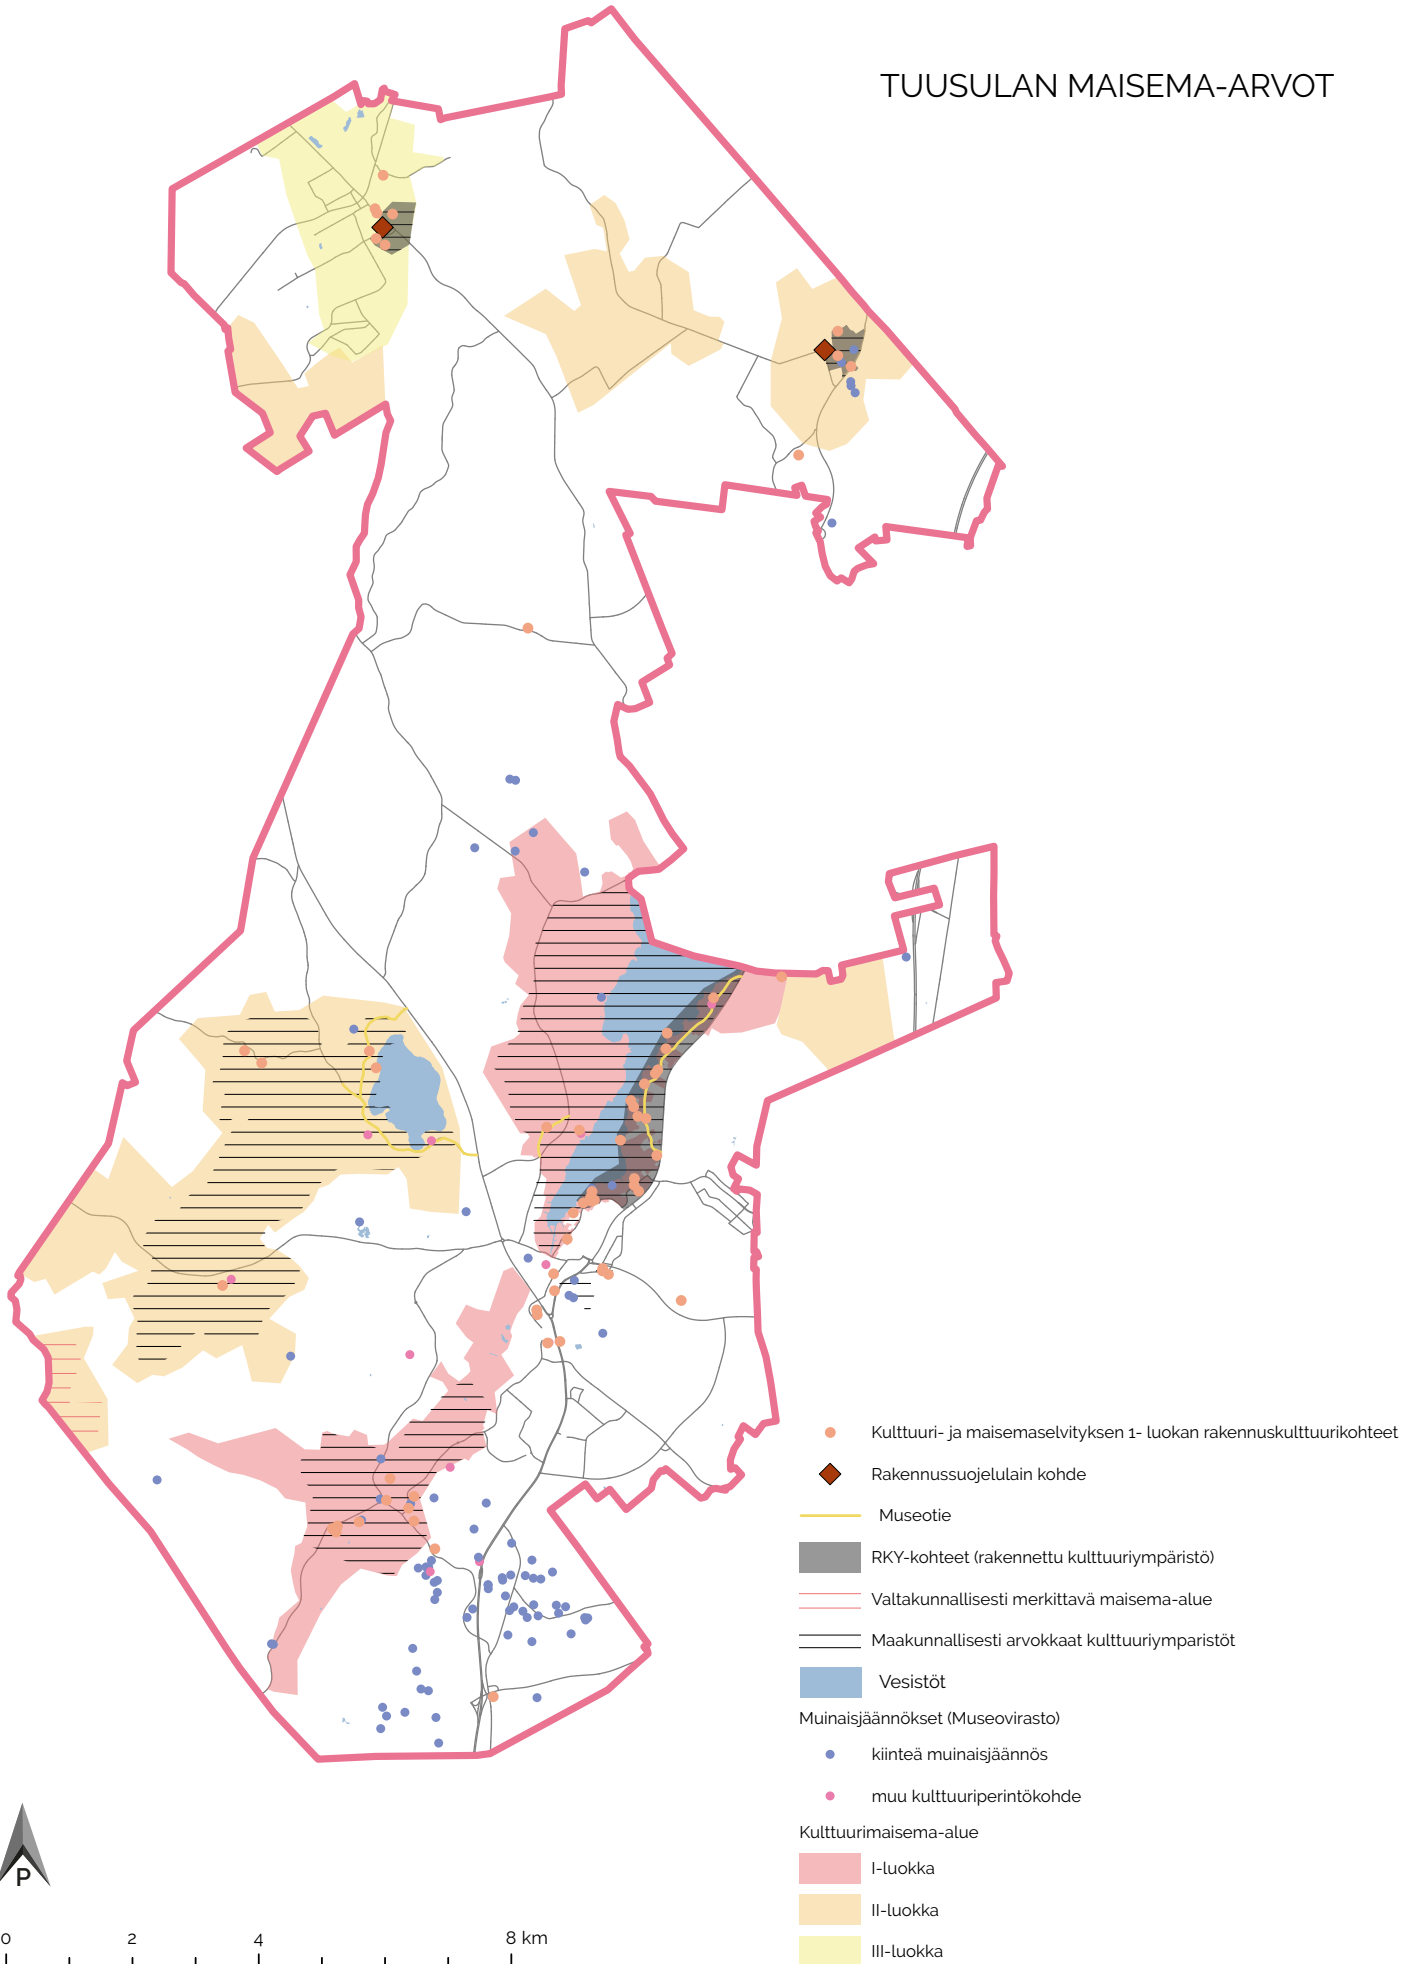 TUUSULAN MAISEMA-ARVOT
Kulttuuri- ja maisemaselvityksen 1- luokan rakennuskulttuurikohteet
Rakennussuojelulain kohde
Museotie
RKY-kohteet (rakennettu kulttuuriympäristö)
Valtakunnallisesti merkittävä maisema-alue
Maakunnallisesti arvokkaat kulttuuriymparistöt
Vesistöt
Muinaisjäännökset (Museovirasto)
kiinteä muinaisjäännös
muu kulttuuriperintökohde
Kulttuurimaisema-alue
I-luokka
II-luokka
III-luokka
P
0 2 4 8 km